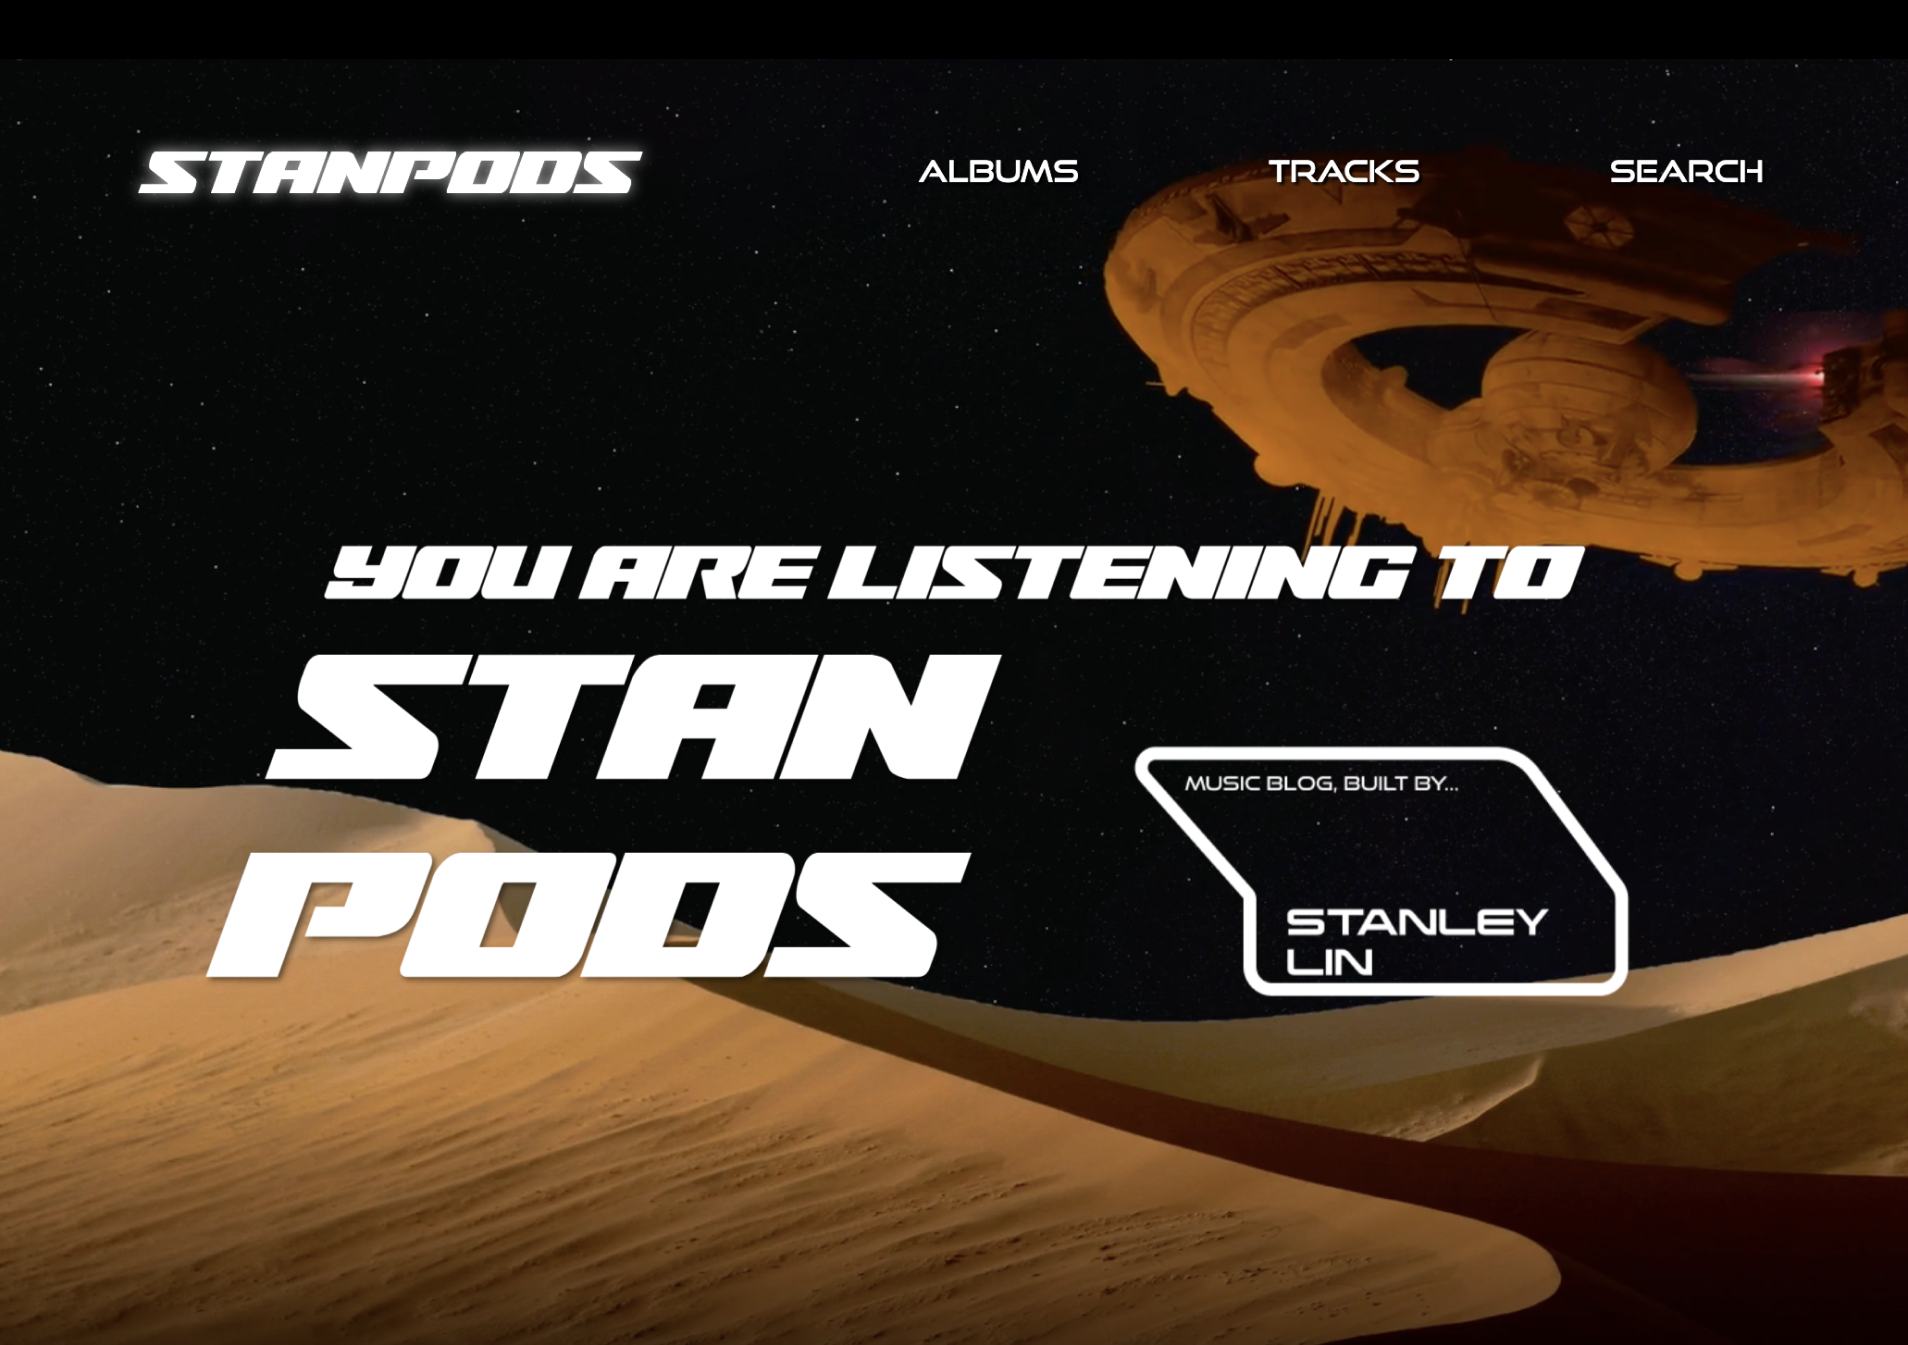 STANPODS
ALBUMS
TRACKS
SEARCH
YOU ARE LISTENING TO
STAN
PODS
MUSIC BLOG, BUILT BY...
STANLEY
LIN